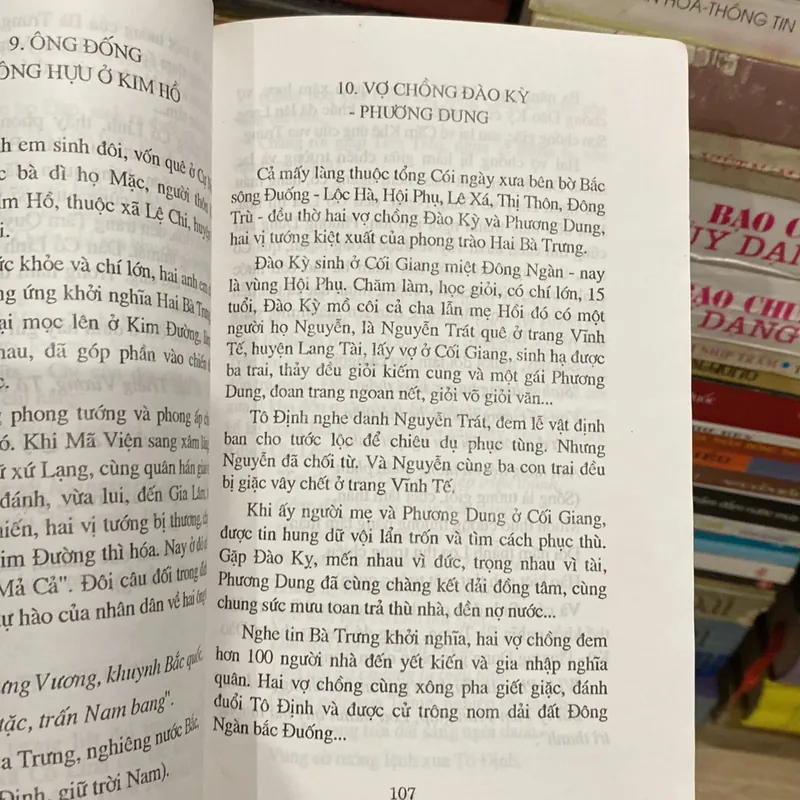 9. ÔNG ĐỐNG
ÔNG HỰU Ở KIM HỒ
h em sinh đôi, vốn quê ở
c bà dì họ Mặc, người
m Hồ, thuộc xã Lệ Chi, huyện
i.
ức khỏe và chí lớn, hai anh em
ng ứng khởi nghĩa Hai Bà Trưng
ại mọc lên ở Kim Đường,
hau, đã góp phần vào chiến
c.
g phong tướng và phong ấp
ó. Khi Mã Viện sang xâm
ữ xứ Lạng, cùng quân hán
đánh, vừa lui, đến Gia Lâm,
hiến, hai vị tướng bị thương,
im Đường thì hóa. Nay ở
Mả Cả". Đôi câu đối trong
ự hào của nhân dân về hai ông
ưng Vương, khuynh Bắc quốc,
tặc, trấn Nam bang".
a Trưng, nghiêng nước Bắc,
Định, giữ trời Nam).
10. VỢ CHỒNG ĐÀO KỲ
- PHƯƠNG DUNG
Cả mấy làng thuộc tổng Cói ngày xưa bên bờ Bắc
sông Đuống - Lộc Hà, Hội Phụ, Lê Xá, Thị Thôn, Đông
Trù - đều thờ hai vợ chồng Đào Kỳ và Phương Dung,
hai vị tướng kiệt xuất của phong trào Hai Bà Trưng.
Đào Kỳ sinh ở Cối Giang miệt Đông Ngàn - nay
là vùng Hội Phụ. Chăm làm, học giỏi, có chí lớn, 15
tuổi, Đào Kỳ mồ côi cả cha lẫn mẹ Hồi đó có một
người họ Nguyễn, là Nguyễn Trát quê ở trang Vĩnh
Tế, huyện Lang Tài, lấy vợ ở Cối Giang, sinh hạ được
ba trai, thảy đều giỏi kiếm cung và một gái Phương
Dung, đoan trang ngoan nết, giỏi võ giỏi văn...
Tô Định nghe danh Nguyễn Trát, đem lễ vật định
ban cho tước lộc để chiêu dụ phục tùng. Nhưng
Nguyễn đã chối từ. Và Nguyễn cùng ba con trai đều
bị giặc vây chết ở trang Vĩnh Tế.
Khi ấy người mẹ và Phương Dung ở Cối Giang,
được tin hung dữ vội lẩn trốn và tìm cách phục thù.
Gặp Đào Kỵ, mến nhau vì đức, trọng nhau vì tài,
Phương Dung đã cùng chàng kết dải đồng tâm, cùng
chung sức mưu toan trả thù nhà, dền nợ nước...
Nghe tin Bà Trưng khởi nghĩa, hai vợ chồng đem
hơn 100 người nhà đến yết kiến và gia nhập nghĩa
quân. Hai vợ chồng cùng xông pha giết giặc, đánh
đuổi Tô Định và được cử trông nom dải đất Đông
Ngàn bắc Đuống...
107
HÓA-THÔNG TIN
BẠO CH
DANG